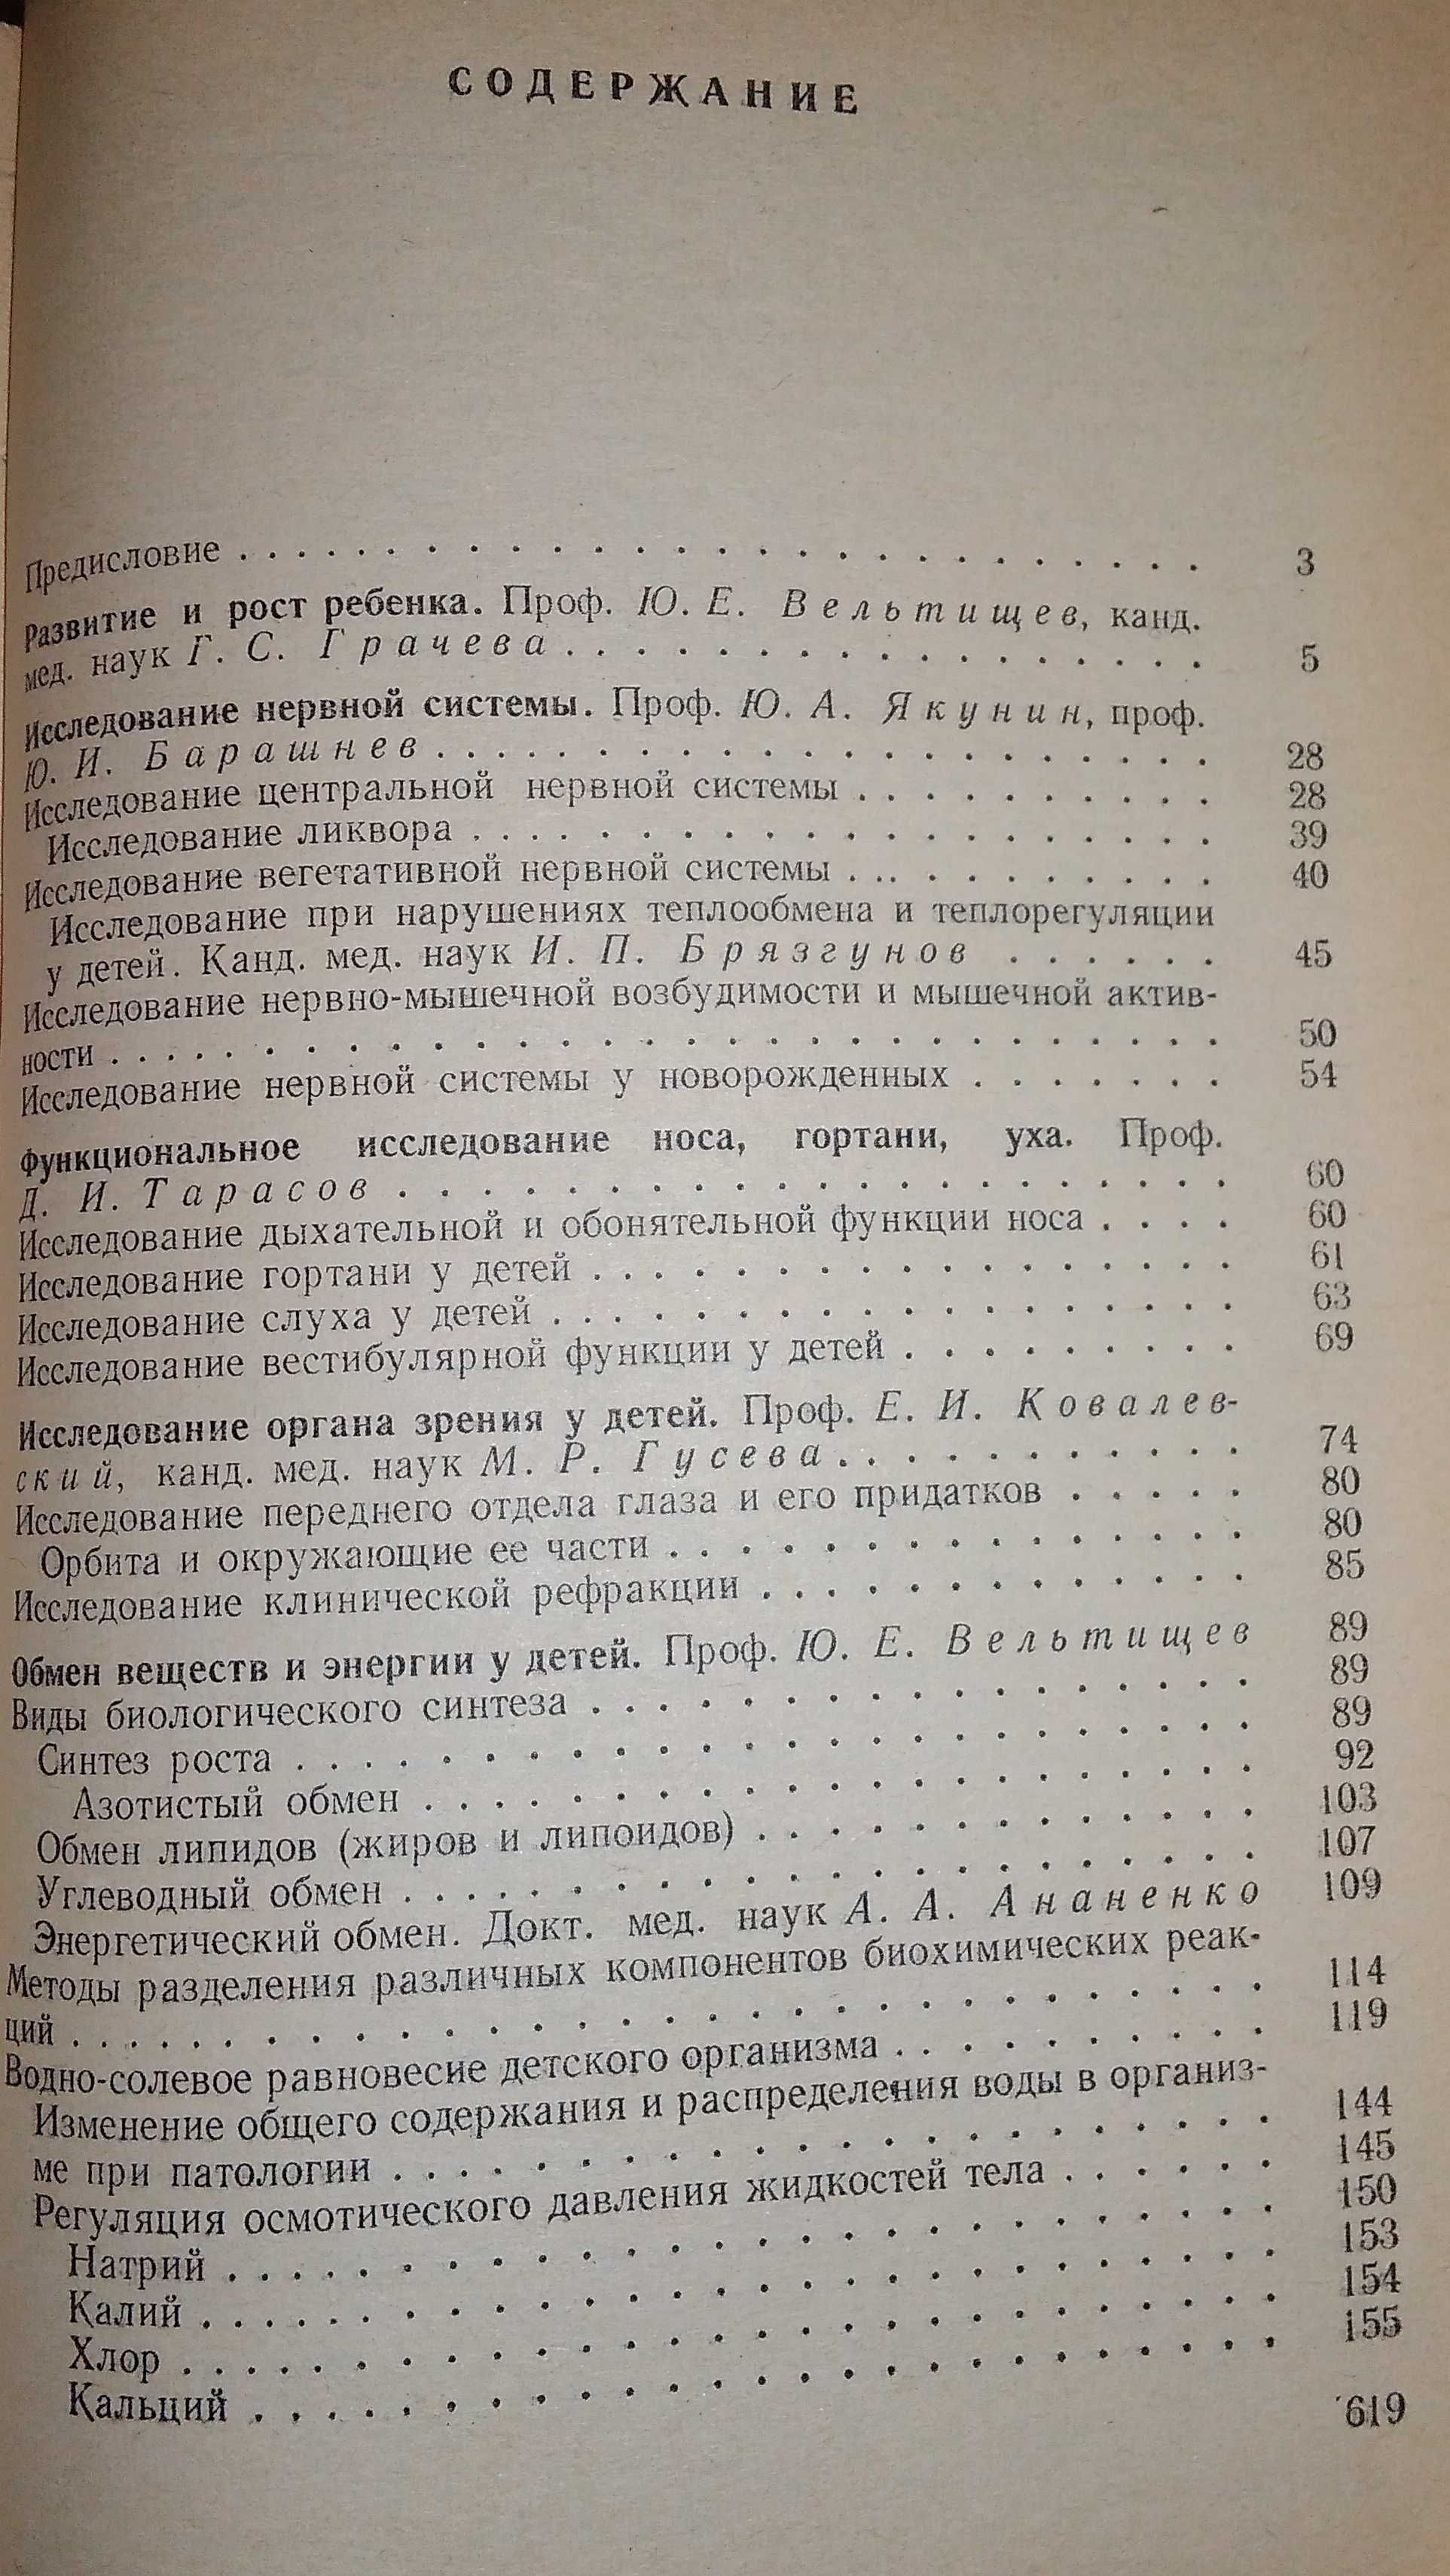 СОДЕРЖАНИЕ
Предисловие . . . . . . . . . . . . . . . . . . . . . . . . . 3
Развитие и рост ребенка. Проф. Ю. Е. Вельтищев, канд.
мед. наук Г. С. Грачева . . . . . . . . . . . . . . . . 5
Исследование нервной системы. Проф. Ю. А. Якунин, проф.
Ю. И. Барашнев . . . . . . . . . . . . . . . . . . . . 28
Исследование центральной нервной системы . . . . . . . . . 28
Исследование ликвора . . . . . . . . . . . . . . . . . . 39
Исследование вегетативной нервной системы . . . . . . . . . . 40
Исследование при нарушениях теплообмена и теплорегуляции
у детей. Канд. мед. наук И. П. Брязгунов . . . . . . 45
Исследование нервно-мышечной возбудимости и мышечной актив-
ности . . . . . . . . . . . . . . . . . . . . . . . . . . 50
Исследование нервной системы у новорожденных . . . . . . . 54
Функциональное исследование носа, гортани, уха. Проф.
Д. И. Тарасов . . . . . . . . . . . . . . . . . . . . 60
Исследование дыхательной и обонятельной функции носа . . . . 60
Исследование гортани у детей . . . . . . . . . . . . . . . 61
Исследование слуха у детей . . . . . . . . . . . . . . . . 63
Исследование вестибулярной функции у детей . . . . . . . . . 69
Исследование органа зрения у детей. Проф. Е. И. Ковалев-
ский, канд. мед. наук М. Р. Гусева . . . . . . . . . . . 74
Исследование переднего отдела глаза и его придатков . . . . . 80
Орбита и окружающие ее части . . . . . . . . . . . . . . 80
Исследование клинической рефракции . . . . . . . . . . . . 85
Обмен веществ и энергии у детей. Проф. Ю. Е. Вельтищев 89
Виды биологического синтеза . . . . . . . . . . . . . . . . 89
Синтез роста . . . . . . . . . . . . . . . . . . . . . . . 89
Азотистый обмен . . . . . . . . . . . . . . . . . . . . 92
Обмен липидов (жиров и липоидов) . . . . . . . . . . . . 103
Углеводный обмен . . . . . . . . . . . . . . . . . . . . 107
Энергетический обмен. Докт. мед. наук А. А. Ананенко 109
Методы разделения различных компонентов биохимических реак-
ций . . . . . . . . . . . . . . . . . . . . . . . . . . . 114
Водно-солевое равновесие детского организма . . . . . . . . . 119
Изменение общего содержания и распределения воды в организ-
ме при патологии . . . . . . . . . . . . . . . . . . . . 144
Регуляция осмотического давления жидкостей тела . . . . . . 145
Натрий . . . . . . . . . . . . . . . . . . . . . . . . . 150
Калий . . . . . . . . . . . . . . . . . . . . . . . . . 153
Хлор . . . . . . . . . . . . . . . . . . . . . . . . . . 154
Кальций . . . . . . . . . . . . . . . . . . . . . . . . 155
619